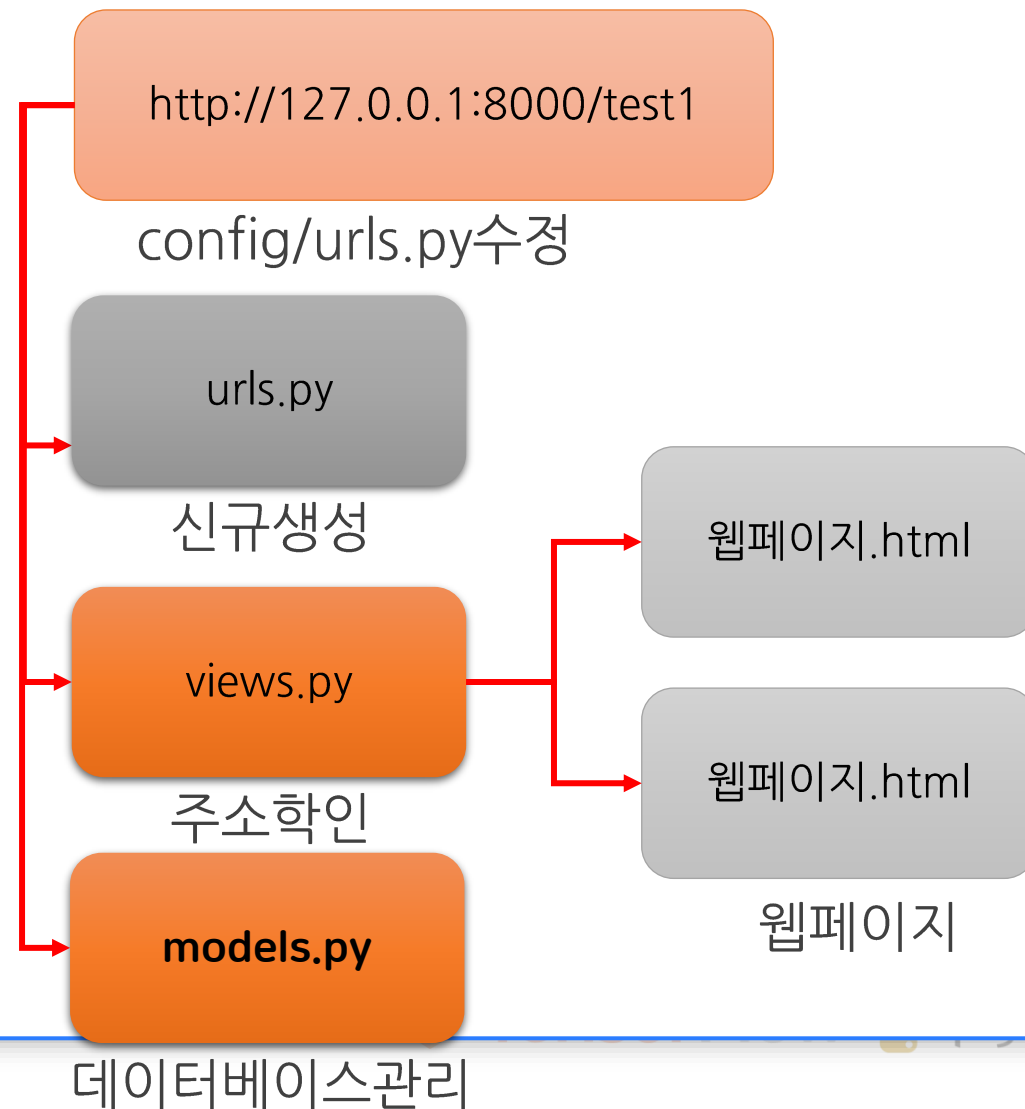 http://127.0.0.1:8000/test1
config/urls.py수정
urls.py
신규생성
웹페이지.html
views.py
웹페이지.html
주소학인
웹페이지
models.py
데이터베이스관리